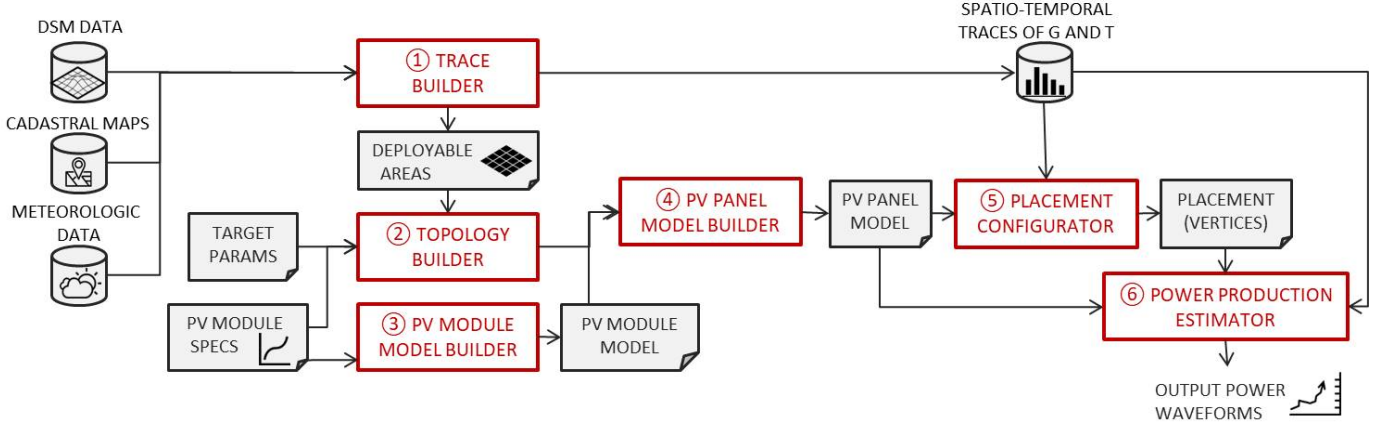 DSM DATA
CADASTRAL MAPS
METEOROLOGIC
DATA
① TRACE
BUILDER
DEPLOYABLE
AREAS
TARGET
PARAMS
② TOPOLOGY
BUILDER
PV MODULE
SPECS
③ PV MODULE
MODEL BUILDER
PV MODULE
MODEL
④ PV PANEL
MODEL BUILDER
PV PANEL
MODEL
SPATIO-TEMPORAL
TRACES OF G AND T
⑤ PLACEMENT
CONFIGURATOR
PLACEMENT
(VERTICES)
⑥ POWER PRODUCTION
ESTIMATOR
OUTPUT POWER
WAVEFORMS